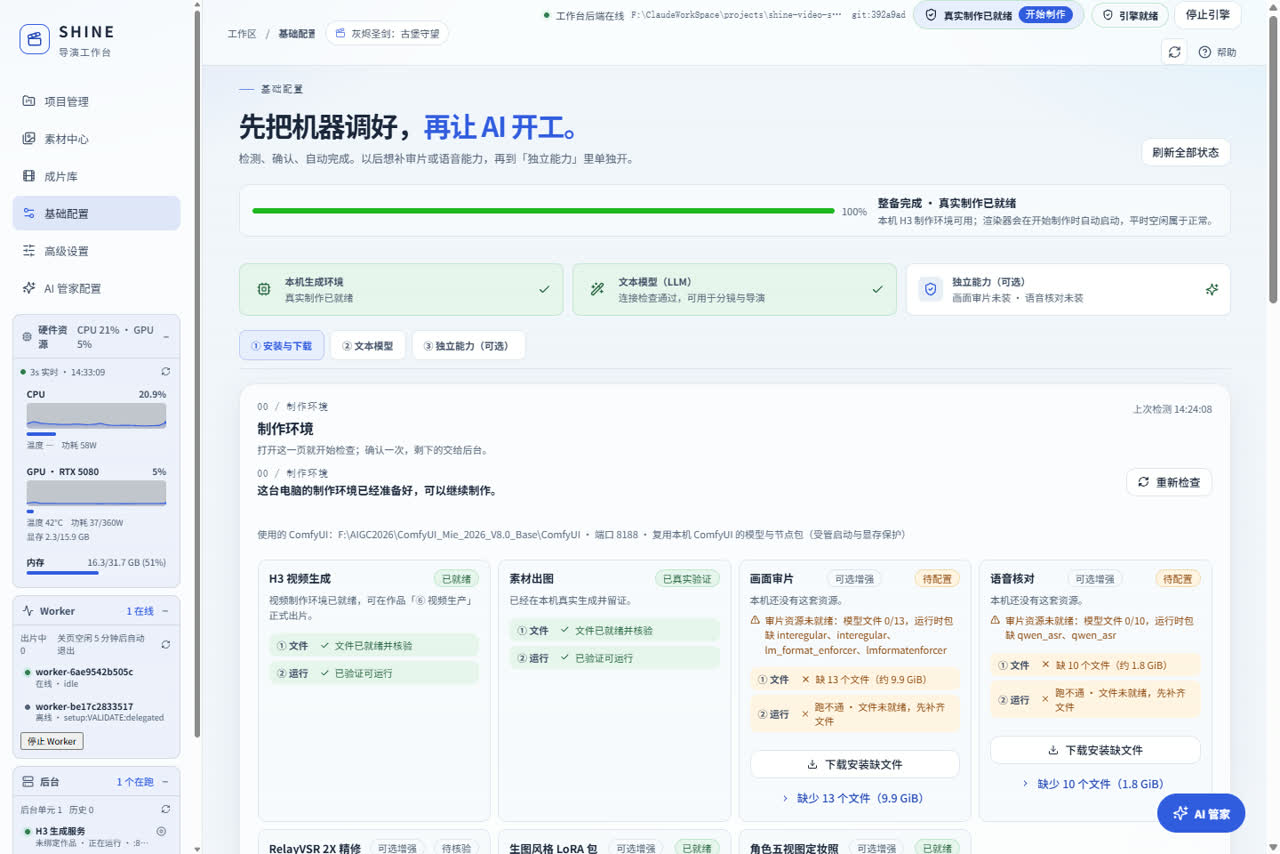 SHINE
导演工作台
项目管理
素材中心
成片库
基础配置
高级设置
AI 管家配置
硬件资源 CPU 21% · GPU 5%
3s 实时 · 14:33:09
CPU 20.9%
温度 — 功耗 58W
GPU · RTX 5080 5%
温度 42°C 功耗 37/360W
显存 2.3/15.9 GB
内存 16.3/31.7 GB (51%)
Worker 1 在线
出片中 0 关页空闲 5 分钟后自动退出
worker-6ae9542b505c
在线 · idle
worker-be17c2833517
离线 · setup:VALIDATE:delegated
停止 Worker
后台 1 个在跑
后台单元 1 历史 0
H3 生成服务
未绑定作品 · 正在运行 · :8…
工作区 / 基础配置
灰烬圣剑：古堡守望
工作台后端在线 F:\ClaudeWorkSpace\projects\shine-video-s… git:392a9ad
真实制作已就绪 开始制作
引擎就绪
停止引擎
帮助
基础配置
先把机器调好，再让 AI 开工。
检测、确认、自动完成。以后想补审片或语音能力，再到「独立能力」里单独开。
刷新全部状态
100%
整备完成 · 真实制作已就绪
本机 H3 制作环境可用；渲染器会在开始制作时自动启动，平时空闲属于正常。
本机生成环境
真实制作已就绪
文本模型（LLM）
连接检查通过，可用于分镜与导演
独立能力（可选）
画面审片未装 · 语音核对未装
① 安装与下载
② 文本模型
③ 独立能力（可选）
00 / 制作环境
上次检测 14:24:08
制作环境
打开这一页就开始检查；确认一次，剩下的交给后台。
00 / 制作环境
这台电脑的制作环境已经准备好，可以继续制作。
重新检查
使用的 ComfyUI：F:\AIGC2026\ComfyUI_Mie_2026_V8.0_Base\ComfyUI · 端口 8188 · 复用本机 ComfyUI 的模型与节点包（受管启动与显存保护）
H3 视频生成 已就绪
视频制作环境已就绪，可在作品「⑥ 视频生产」正式出片。
① 文件 ✓ 文件已就绪并核验
② 运行 ✓ 已验证可运行
素材出图 已真实验证
已经在本机真实生成并留证。
① 文件 ✓ 文件已就绪并核验
② 运行 ✓ 已验证可运行
画面审片 可选增强 待配置
本机还没有这套资源。
审片资源未就绪：模型文件 0/13，运行时包缺 interegular、interegular、lm_format_enforcer、lmformatenforcer
① 文件 × 缺 13 个文件（约 9.9 GiB）
② 运行 × 跑不通 · 文件未就绪，先补齐文件
下载安装缺文件
缺少 13 个文件（9.9 GiB）
语音核对 可选增强 待配置
本机还没有这套资源。
审片资源未就绪：模型文件 0/10，运行时包缺 qwen_asr、qwen_asr
① 文件 × 缺 10 个文件（约 1.8 GiB）
② 运行 × 跑不通 · 文件未就绪，先补齐文件
下载安装缺文件
缺少 10 个文件（1.8 GiB）
RelayVSR 2X 精修 可选增强 待核验
生图风格 LoRA 包 可选增强 已就绪
角色五视图定妆照 可选增强 已就绪
AI 管家